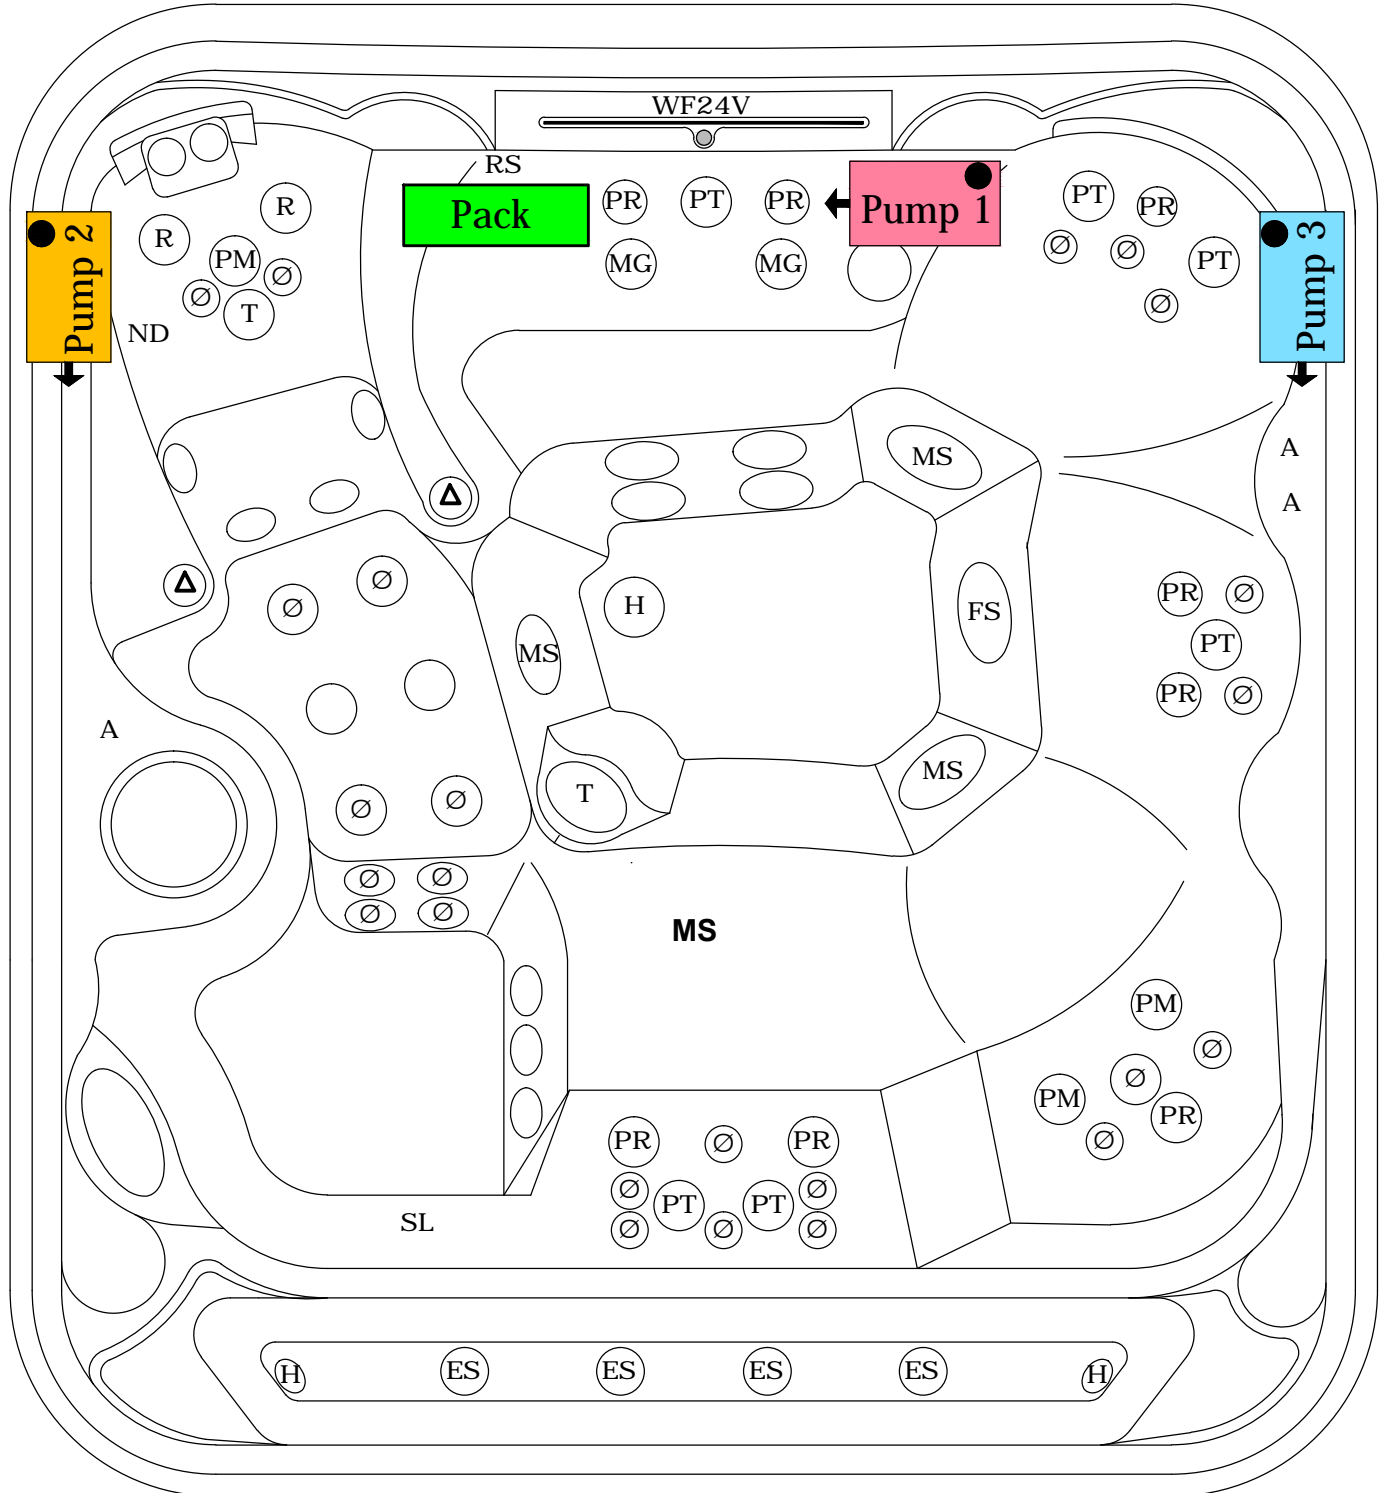 WF24V
RS
Pack
PR
PT
PR
Pump 1
PT
PR
R
R
PM
Ø
Ø
T
MG
MG
Ø
Ø
PT
Ø
Pump 2
Pump 3
ND
A
MS
A
Δ
Δ
Ø
Ø
H
MS
FS
PR
Ø
PT
PR
Ø
A
MS
T
Ø
Ø
Ø
Ø
Ø
Ø
MS
PM
Ø
Ø
PM
PR
Ø
PR
Ø
PR
Ø
Ø
PT
PT
Ø
Ø
Ø
SL
H
ES
ES
ES
ES
H